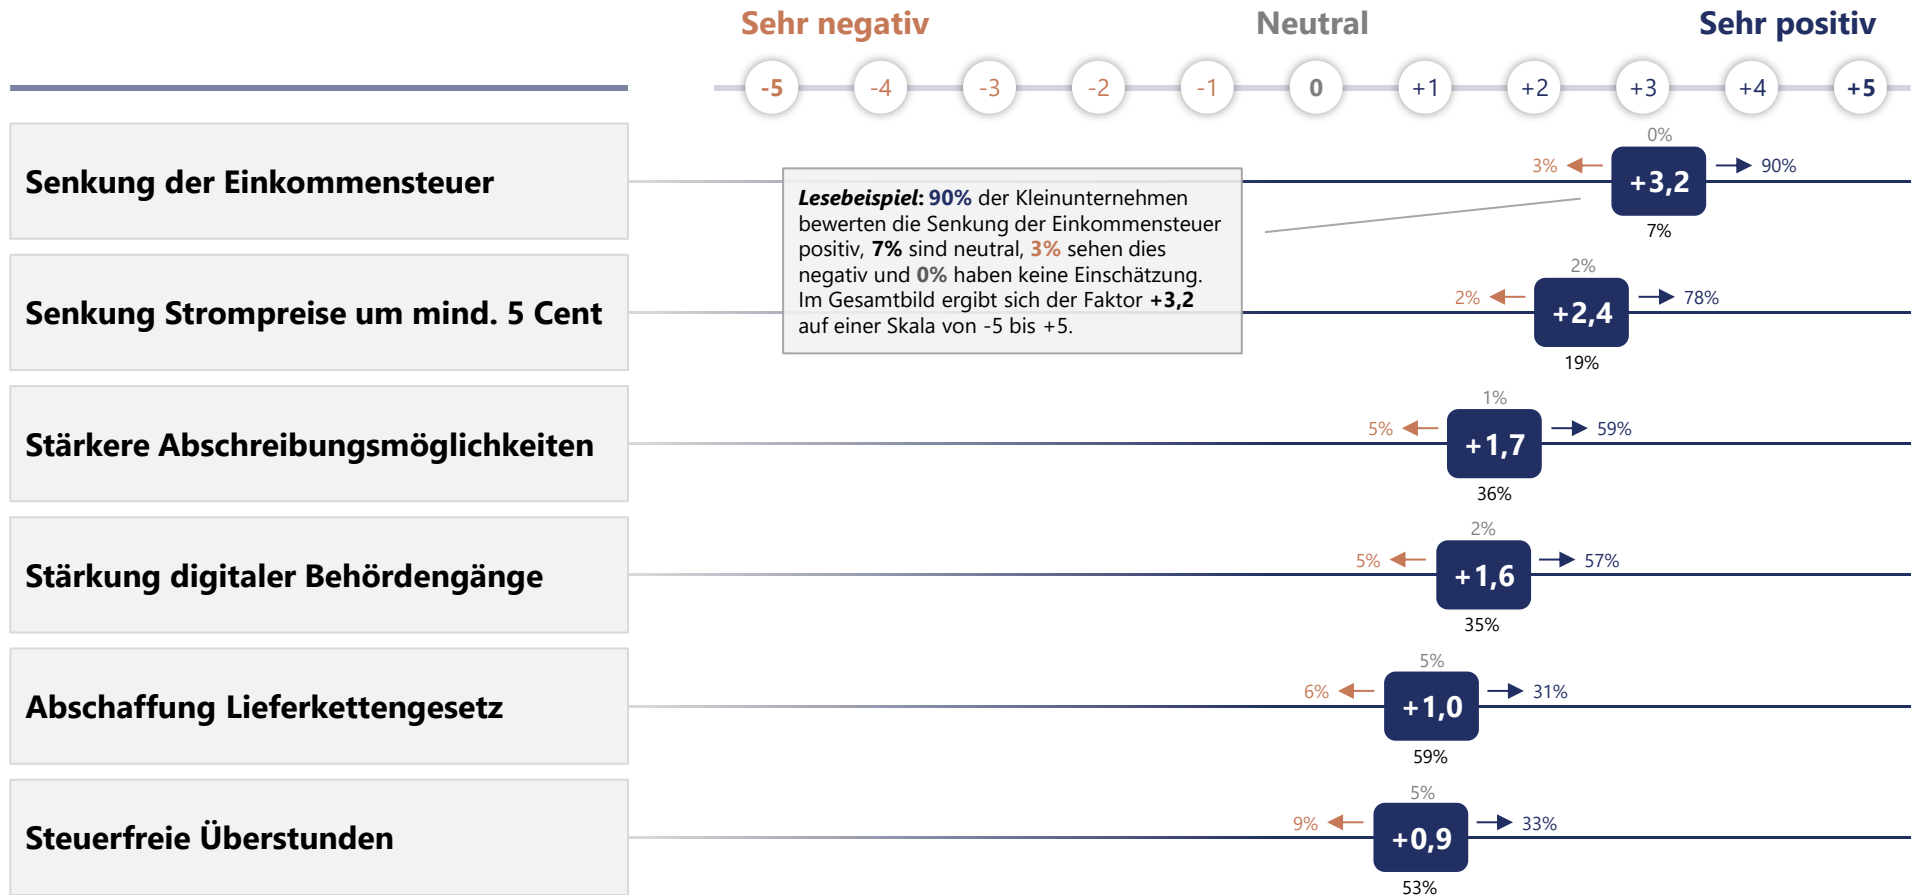 Sehr negativ Neutral Sehr positiv
-5 -4 -3 -2 -1 0 +1 +2 +3 +4 +5
Senkung der Einkommensteuer
0%
3% +3,2 90%
7%
Lesebeispiel: 90% der Kleinunternehmen
bewerten die Senkung der Einkommensteuer
positiv, 7% sind neutral, 3% sehen dies
negativ und 0% haben keine Einschätzung.
Im Gesamtbild ergibt sich der Faktor +3,2
auf einer Skala von -5 bis +5.
Senkung Strompreise um mind. 5 Cent
2%
2% +2,4 78%
19%
Stärkere Abschreibungsmöglichkeiten
1%
5% +1,7 59%
36%
Stärkung digitaler Behördengänge
2%
5% +1,6 57%
35%
Abschaffung Lieferkettengesetz
5%
6% +1,0 31%
59%
Steuerfreie Überstunden
5%
9% +0,9 33%
53%